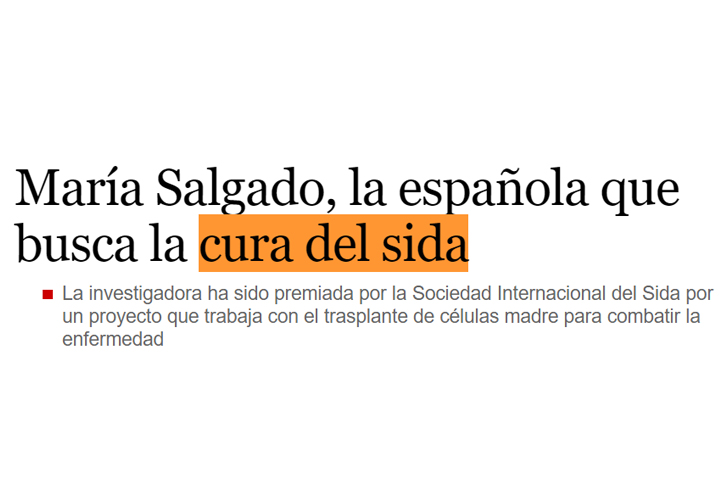 María Salgado, la española que
busca la cura del sida
La investigadora ha sido premiada por la Sociedad Internacional del Sida por
un proyecto que trabaja con el trasplante de células madre para combatir la
enfermedad